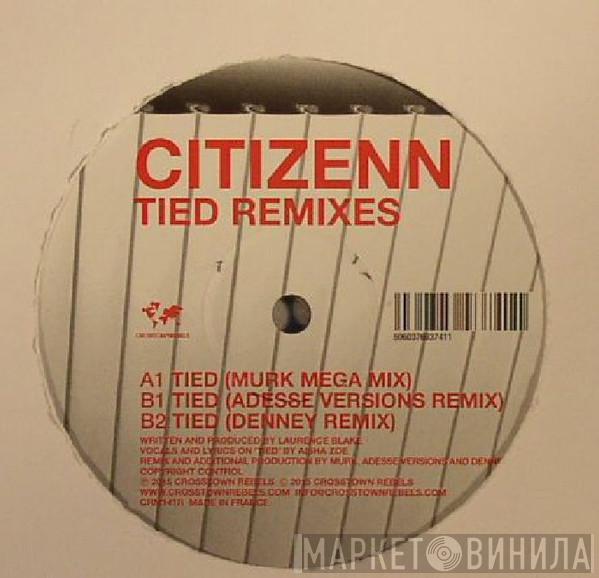 CITIZENN
TIED REMIXES
CROSSTOWN REBELS
5060376937411
A1 TIED (MURK MEGA MIX)
B1 TIED (ADESSE VERSIONS REMIX)
B2 TIED (DENNEY REMIX)
WRITTEN AND PRODUCED BY LAURENCE BLAKE
VOCALS AND LYRICS ON 'TIED' BY AISHA ZOE
REMIX AND ADDITIONAL PRODUCTION BY MURK, ADESSE VERSIONS AND DENNEY
COPYRIGHT CONTROL
℗ 2015 CROSSTOWN REBELS © 2015 CROSSTOWN REBELS
WWW.CROSSTOWNREBELS.COM INFO@CROSSTOWNREBELS.COM
MADE IN FRANCE
МАРКЕТ ВИНИЛА